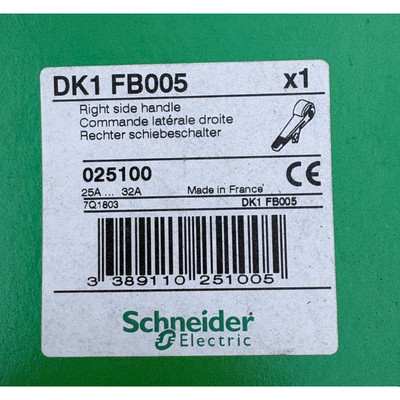 DK1 FB005 x1
Right side handle
Commande latérale droite
Rechter schiebeschalter
025100
25A ... 32A Made in France
7Q1803 DK1 FB005
CE
3 389110 251005
Schneider
Electric